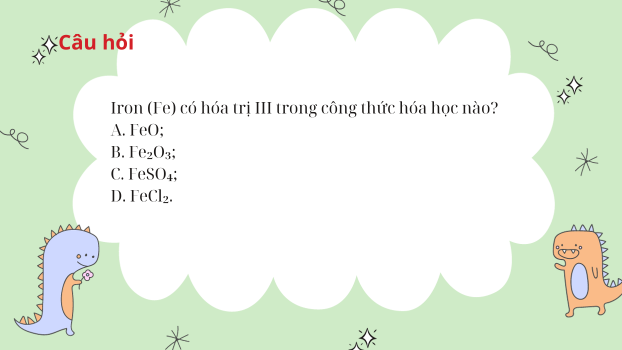 Câu hỏi
Iron (Fe) có hóa trị III trong công thức hóa học nào?
A. FeO;
B. Fe₂O₃;
C. FeSO₄;
D. FeCl₂.